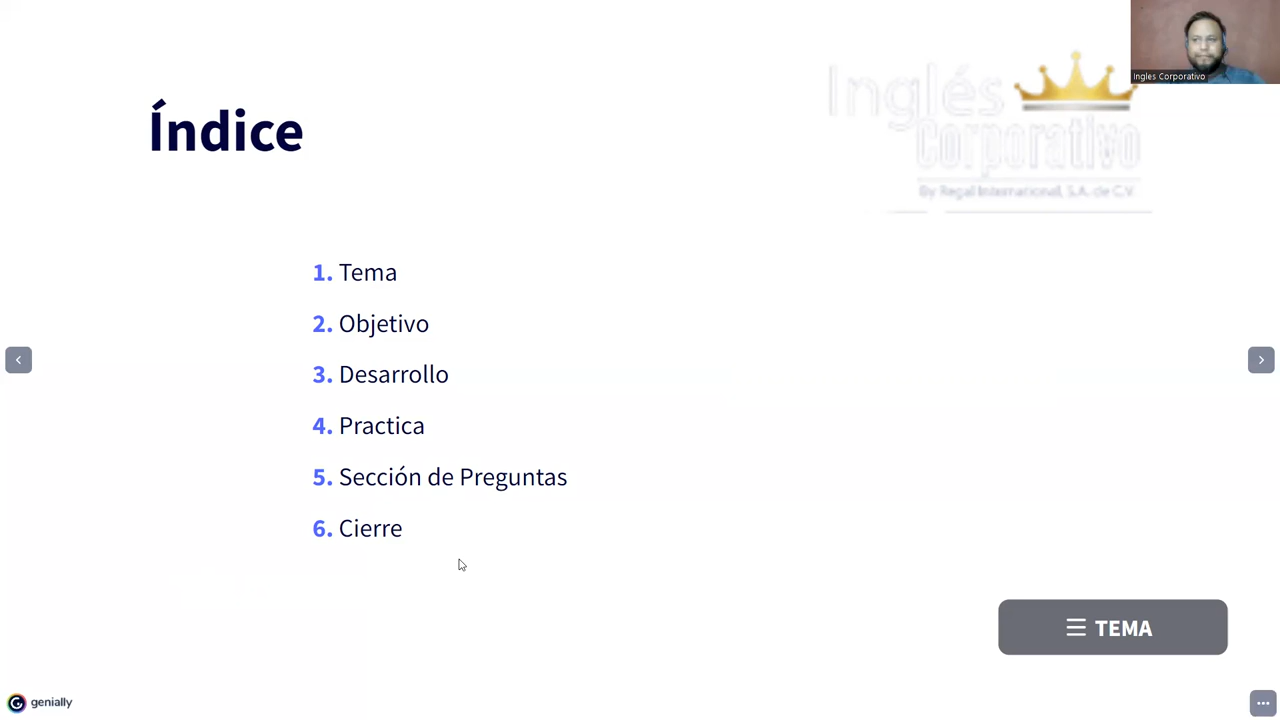 Ingles Corporativo
Inglés
Corporativo
By Regal International, S.A. de C.V.
Índice
1. Tema
2. Objetivo
3. Desarrollo
4. Practica
5. Sección de Preguntas
6. Cierre
TEMA
genially